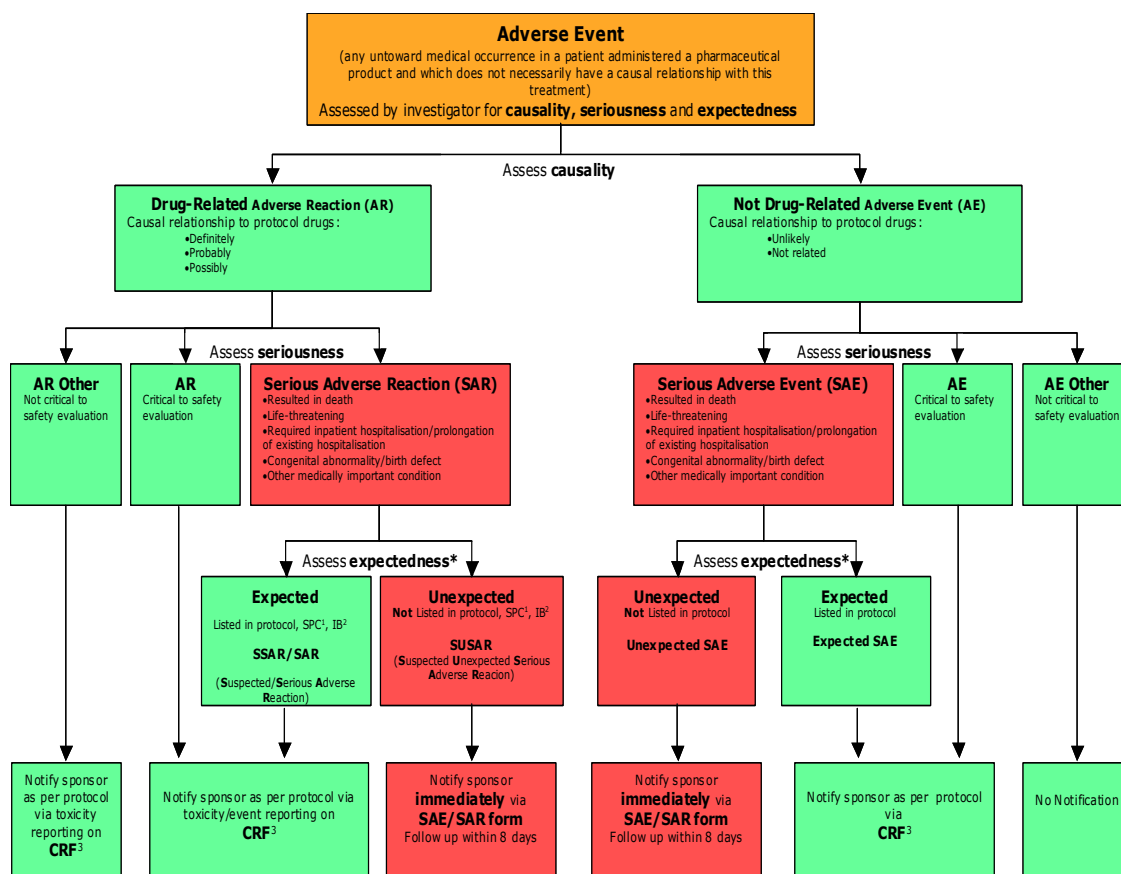 Adverse Event
(any untoward medical occurrence in a patient administered a pharmaceutical
product and which does not necessarily have a causal relationship with this
treatment)
Assessed by investigator for causality, seriousness and expectedness
Assess causality
Drug-Related Adverse Reaction (AR)
Causal relationship to protocol drugs:
•Definitely
•Probably
•Possibly
Not Drug-Related Adverse Event (AE)
Causal relationship to protocol drugs:
•Unlikely
•Not related
Assess seriousness
Assess seriousness
AR Other
Not critical to
safety evaluation
AR
Critical to safety
evaluation
Serious Adverse Reaction (SAR)
•Resulted in death
•Life-threatening
•Required inpatient hospitalisation/prolongation
of existing hospitalisation
•Congenital abnormality/birth defect
•Other medically important condition
Serious Adverse Event (SAE)
•Resulted in death
•Life-threatening
•Required inpatient hospitalisation/prolongation
of existing hospitalisation
•Congenital abnormality/birth defect
•Other medically important condition
AE
Critical to safety
evaluation
AE Other
Not critical to
safety evaluation
Assess expectedness*
Assess expectedness*
Expected
Listed in protocol, SPC¹, IB²
SSAR/SAR
(Suspected/Serious Adverse
Reaction)
Unexpected
Not Listed in protocol, SPC¹, IB²
SUSAR
(Suspected Unexpected Serious
Adverse Reacion)
Unexpected
Not Listed in protocol
Unexpected SAE
Expected
Listed in protocol
Expected SAE
Notify sponsor
as per protocol
via toxicity
reporting on
CRF³
Notify sponsor as per protocol via
toxicity/event reporting on
CRF³
Notify sponsor
immediately via
SAE/SAR form
Follow up within 8 days
Notify sponsor
immediately via
SAE/SAR form
Follow up within 8 days
Notify sponsor as per protocol
via
CRF³
No Notification